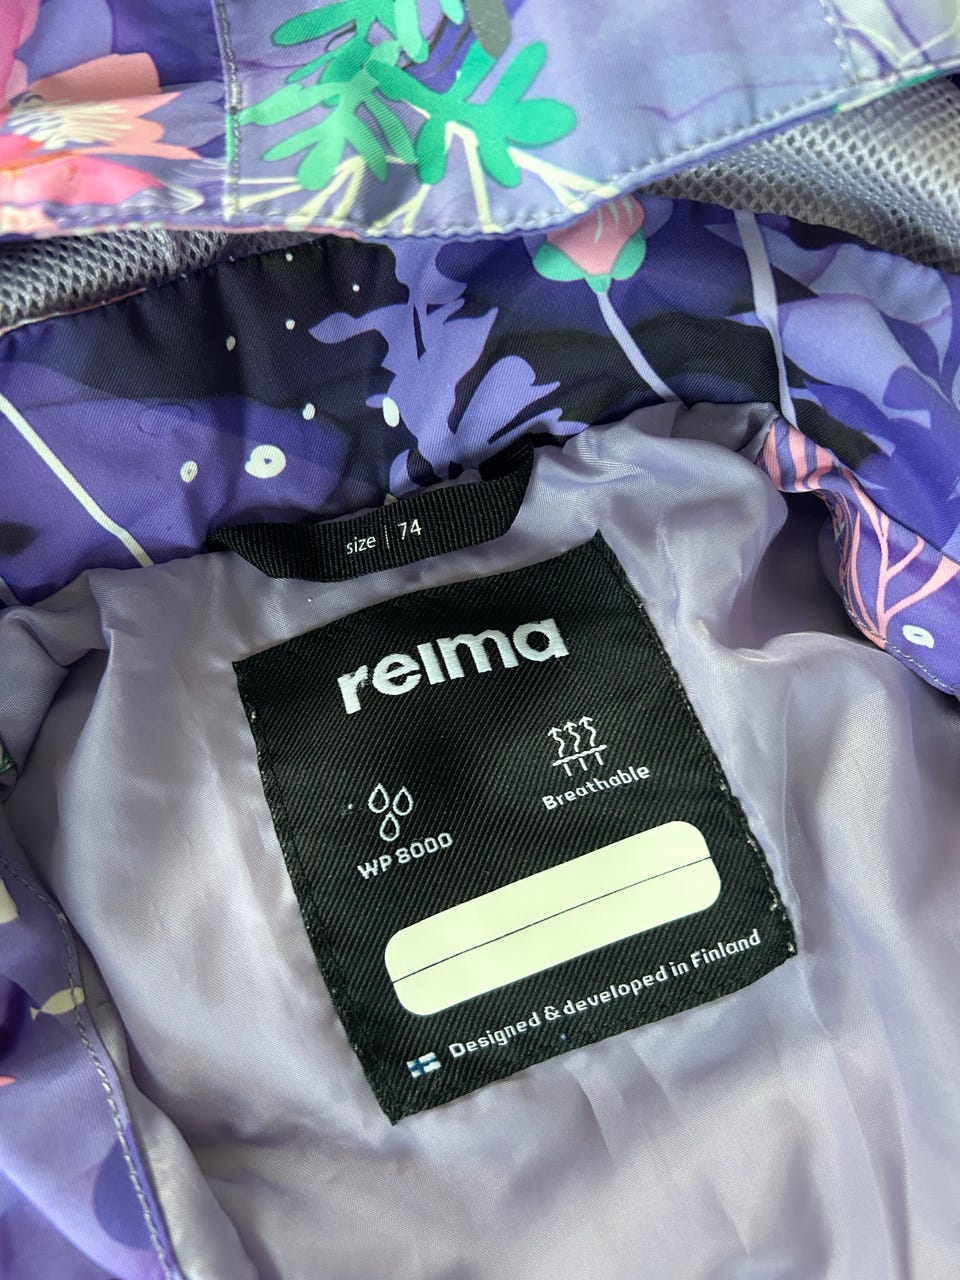 size | 74
reima
WP 8000
Breathable
Designed & developed in Finland